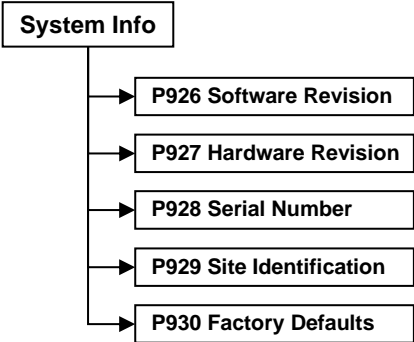 System Info
P926 Software Revision
P927 Hardware Revision
P928 Serial Number
P929 Site Identification
P930 Factory Defaults